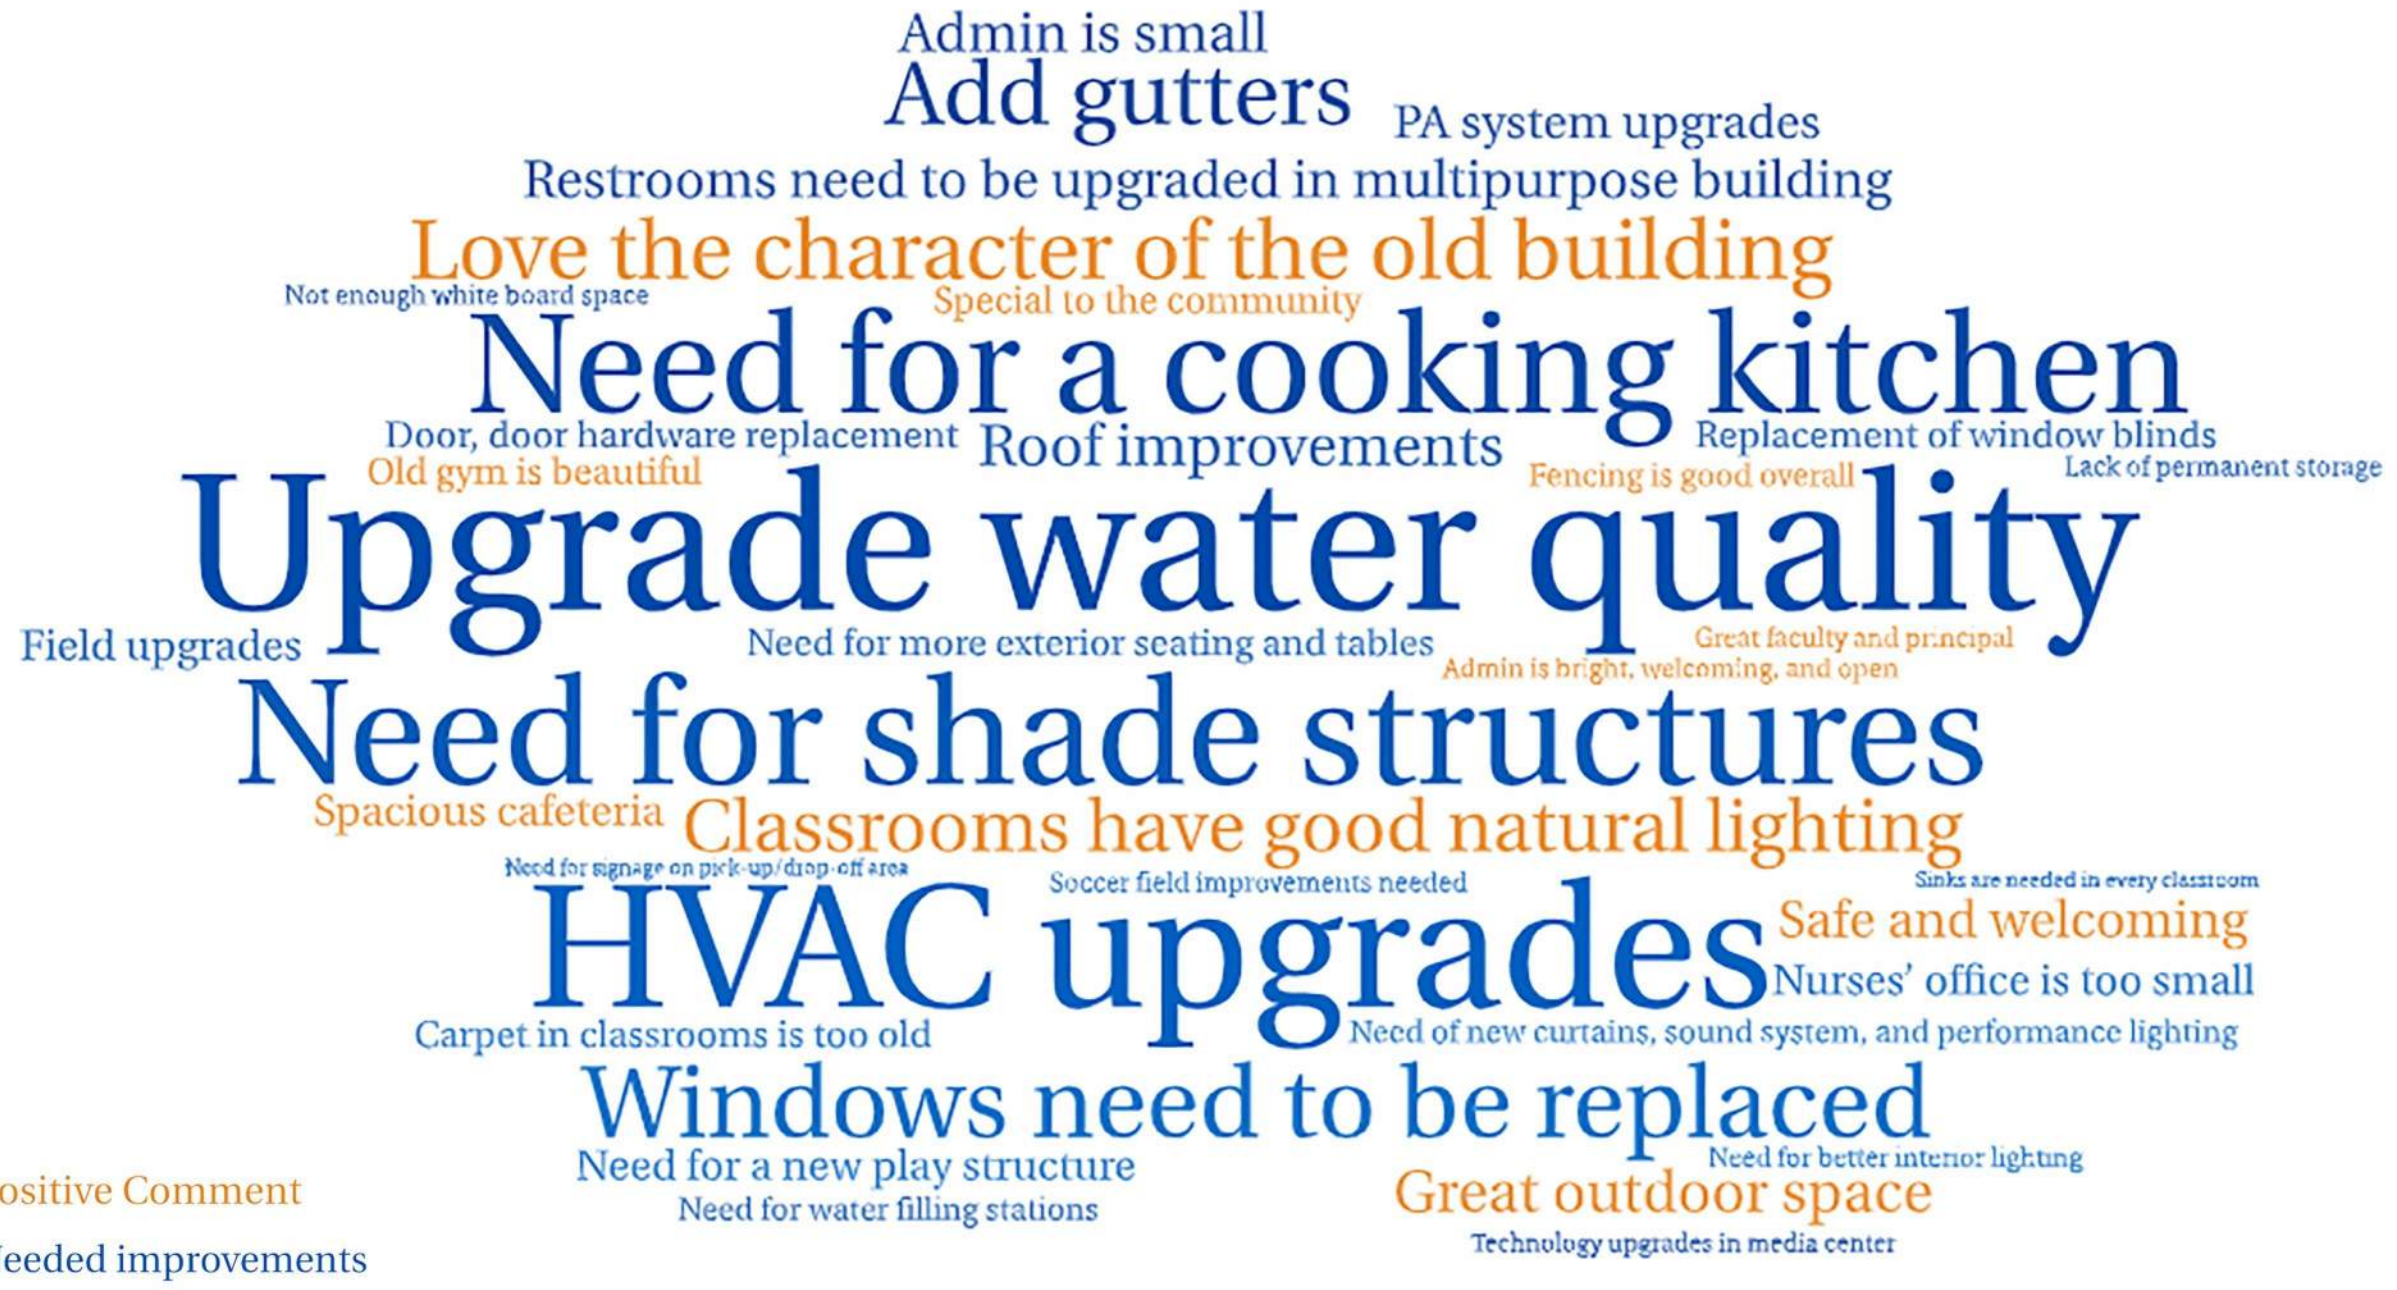 Admin is small
Add gutters
PA system upgrades
Restrooms need to be upgraded in multipurpose building
Love the character of the old building
Not enough white board space
Special to the community
Need for a cooking kitchen
Door, door hardware replacement
Roof improvements
Replacement of window blinds
Old gym is beautiful
Fencing is good overall
Lack of permanent storage
Upgrade water quality
Field upgrades
Need for more exterior seating and tables
Great faculty and principal
Admin is bright, welcoming, and open
Need for shade structures
Spacious cafeteria
Classrooms have good natural lighting
Need for signage on pick-up/drop-off area
Soccer field improvements needed
Sinks are needed in every classroom
HVAC upgrades
Safe and welcoming
Nurses’ office is too small
Carpet in classrooms is too old
Need of new curtains, sound system, and performance lighting
Windows need to be replaced
Need for a new play structure
Need for better interior lighting
ositive Comment
Great outdoor space
Need for water filling stations
Technology upgrades in media center
eeded improvements